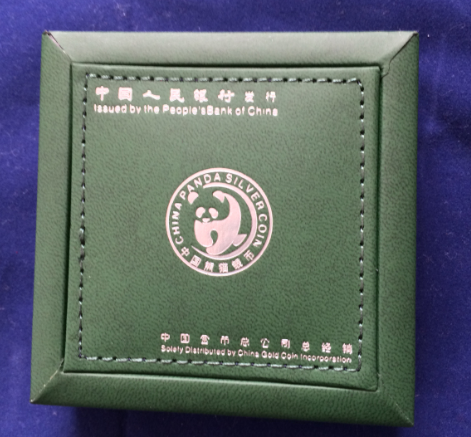 中國人民银行 发行
Issued by the People'sBank of China
CHINA PANDA SILVER COIN
中国熊猫银币
中国金币总公司总经销
Solely Distributed by China Gold Coin Incorporation